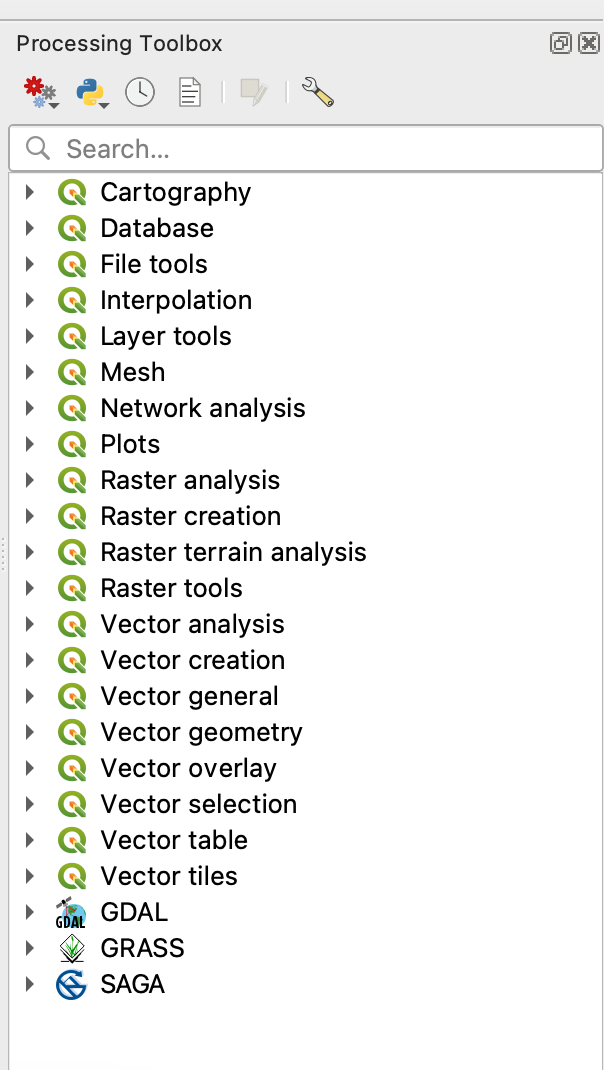 Processing Toolbox
Search...
Cartography
Database
File tools
Interpolation
Layer tools
Mesh
Network analysis
Plots
Raster analysis
Raster creation
Raster terrain analysis
Raster tools
Vector analysis
Vector creation
Vector general
Vector geometry
Vector overlay
Vector selection
Vector table
Vector tiles
GDAL GDAL
GRASS
SAGA